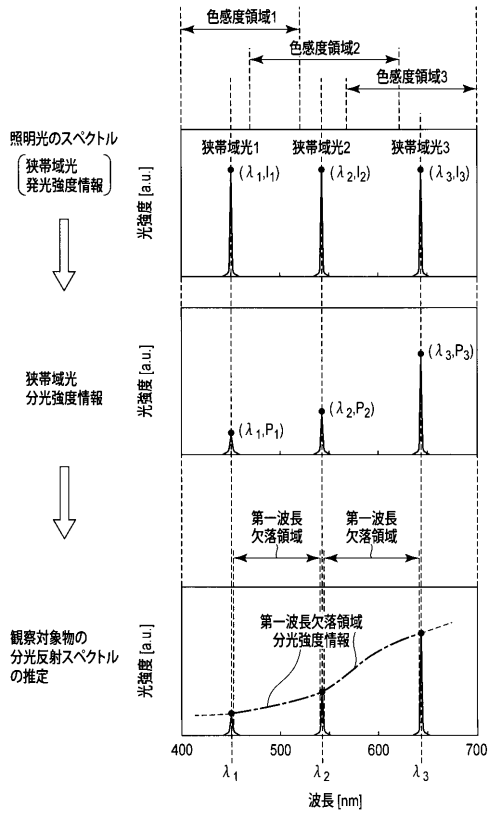 色感度領域1
色感度領域2
色感度領域3
照明光のスペクトル
狭帯域光
発光強度情報
狭帯域光1
狭帯域光2
狭帯域光3
(λ1,I1)
(λ2,I2)
(λ3,I3)
光強度 [a.u.]
狭帯域光
分光強度情報
光強度 [a.u.]
(λ1,P1)
(λ2,P2)
(λ3,P3)
第一波長
欠落領域
第一波長
欠落領域
観察対象物の
分光反射スペクトル
の推定
光強度 [a.u.]
第一波長欠落領域
分光強度情報
400
500
600
700
λ1
λ2
λ3
波長 [nm]